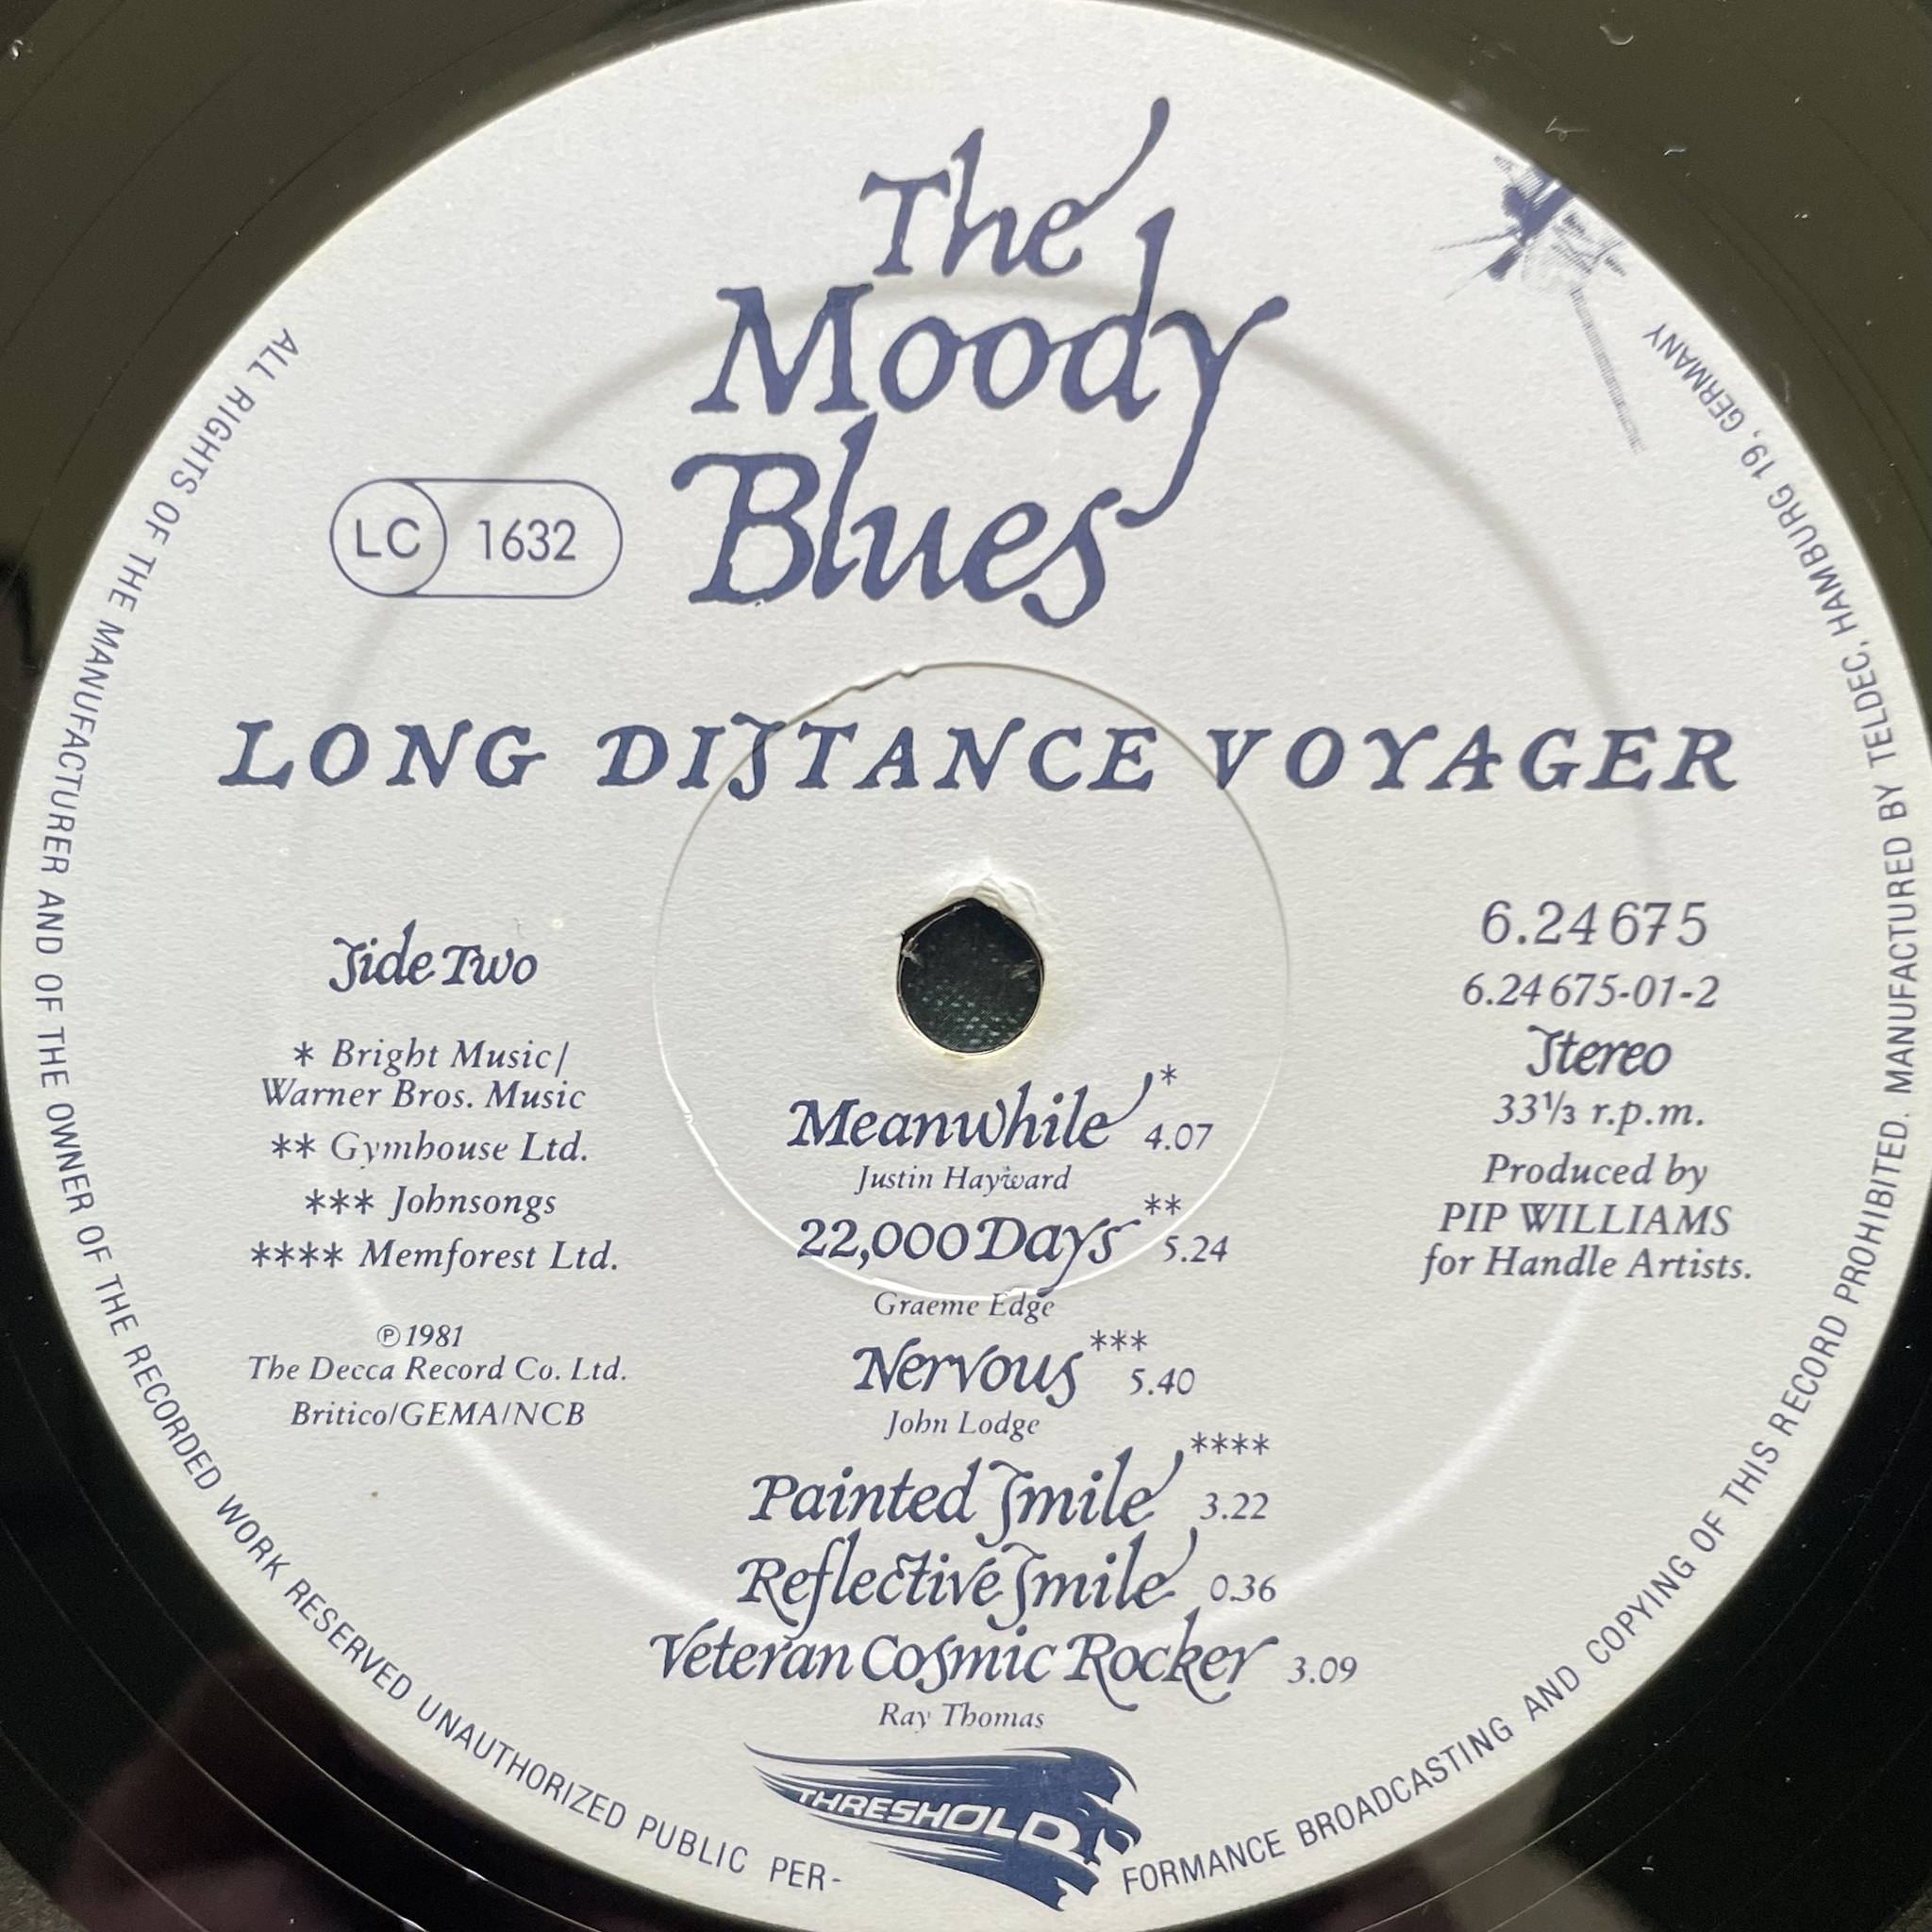 The
Moody
Blues
LC 1632
LONG DISTANCE VOYAGER
Side Two
* Bright Music/
Warner Bros. Music
** Gymhouse Ltd.
*** Johnsongs
**** Memforest Ltd.
℗ 1981
The Decca Record Co. Ltd.
Britico/GEMA/NCB
6.24 675
6.24 675-01-2
Stereo
33⅓ r.p.m.
Produced by
PIP WILLIAMS
for Handle Artists.
Meanwhile * 4.07
Justin Hayward
22,000 Days ** 5.24
Graeme Edge
Nervous *** 5.40
John Lodge
Painted Smile **** 3.22
Reflective Smile 0.36
Veteran Cosmic Rocker 3.09
Ray Thomas
THRESHOLD
ALL RIGHTS OF THE MANUFACTURER AND OF THE OWNER OF THE RECORDED WORK RESERVED UNAUTHORIZED PUBLIC PER-FORMANCE BROADCASTING AND COPYING OF THIS RECORD PROHIBITED. MANUFACTURED BY TELDEC, HAMBURG 19, GERMANY